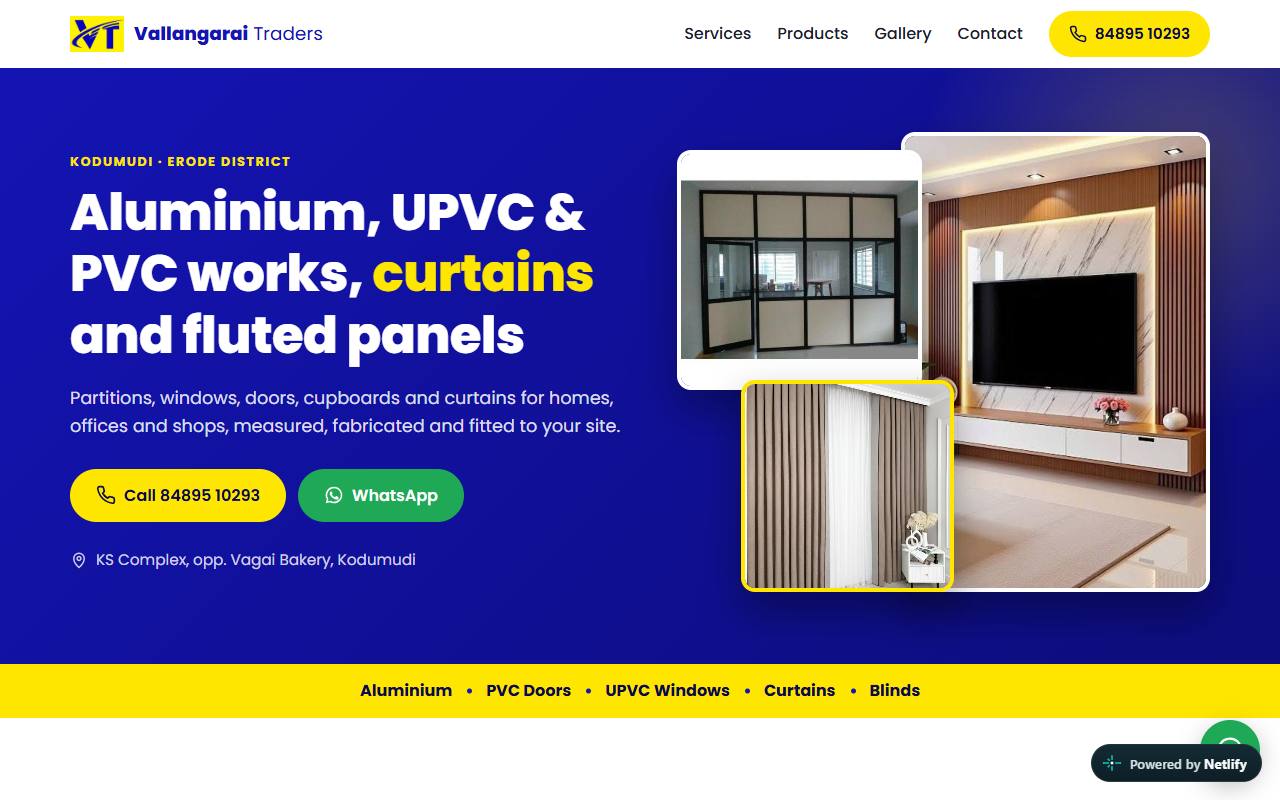 VT
Vallangarai Traders
Services
Products
Gallery
Contact
84895 10293
KODUMUDI · ERODE DISTRICT
Aluminium, UPVC &
PVC works, curtains
and fluted panels
Partitions, windows, doors, cupboards and curtains for homes,
offices and shops, measured, fabricated and fitted to your site.
Call 84895 10293
WhatsApp
KS Complex, opp. Vagai Bakery, Kodumudi
Aluminium • PVC Doors • UPVC Windows • Curtains • Blinds
Powered by Netlify